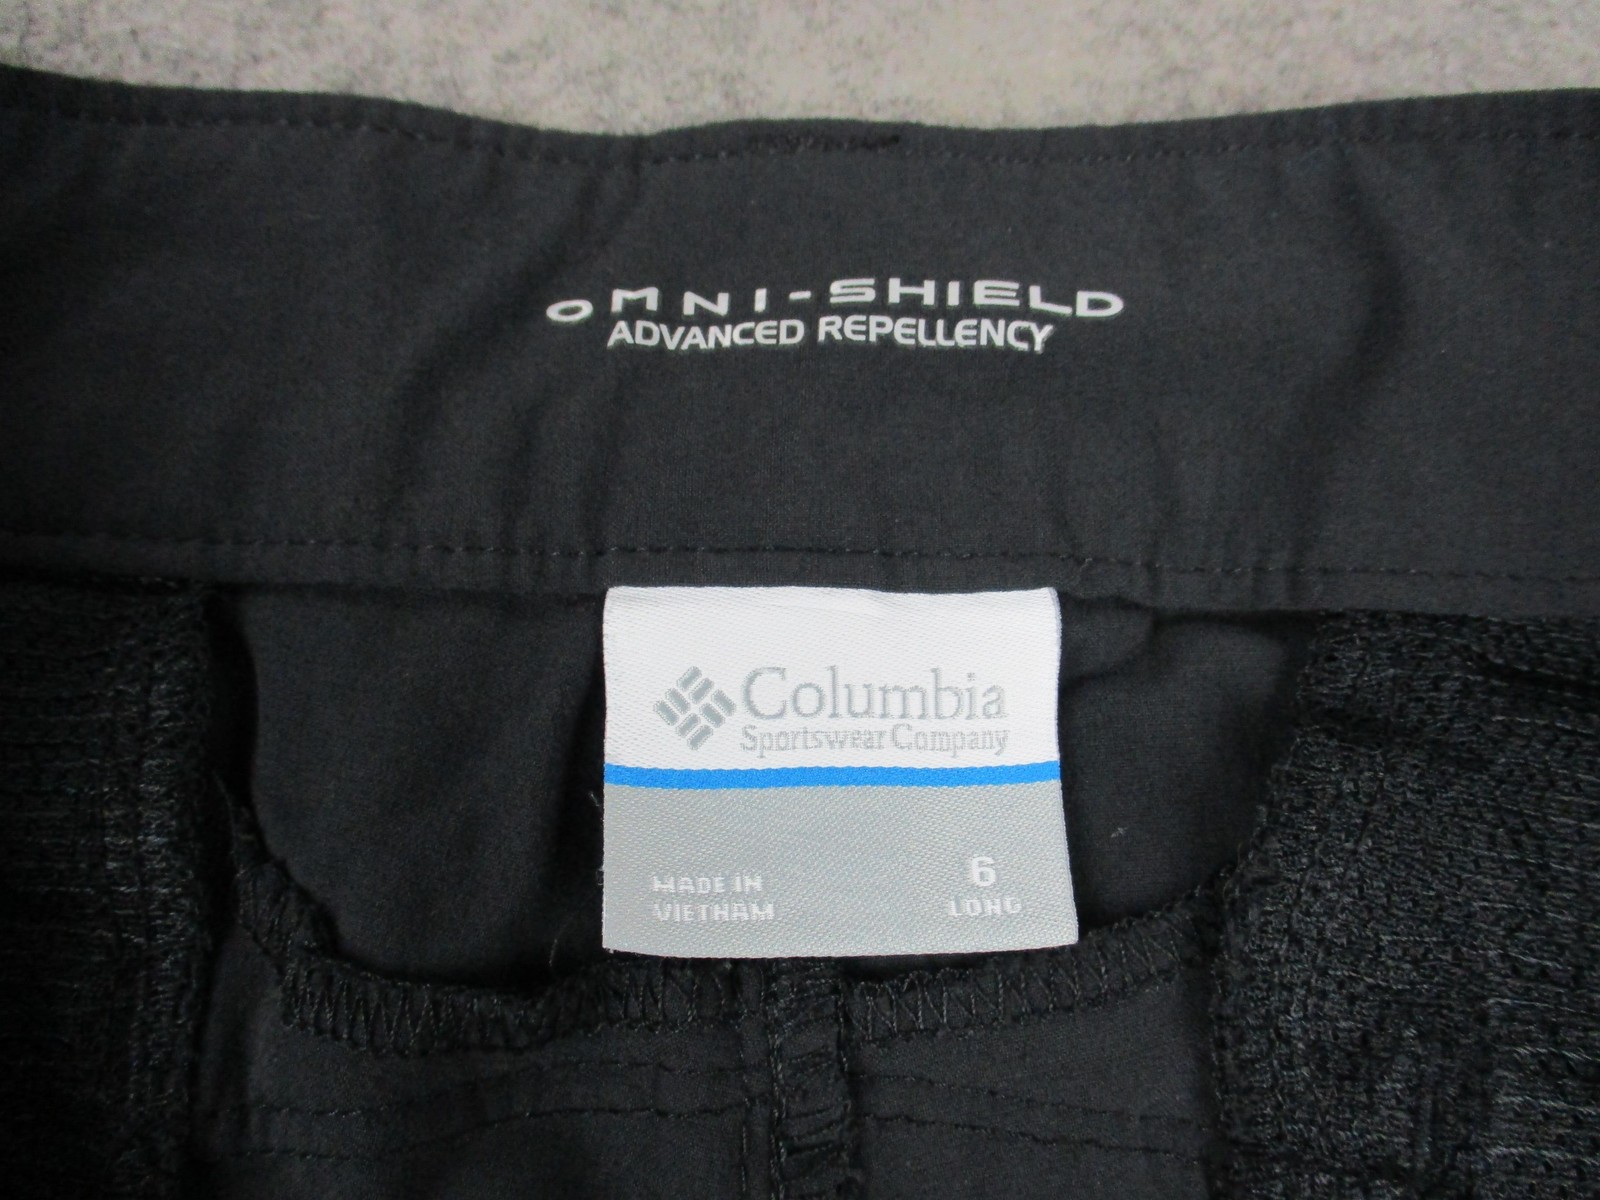 OMNI-SHIELD
ADVANCED REPELLENCY
Columbia
Sportswear Company
MADE IN
VIETNAM
6
LONG